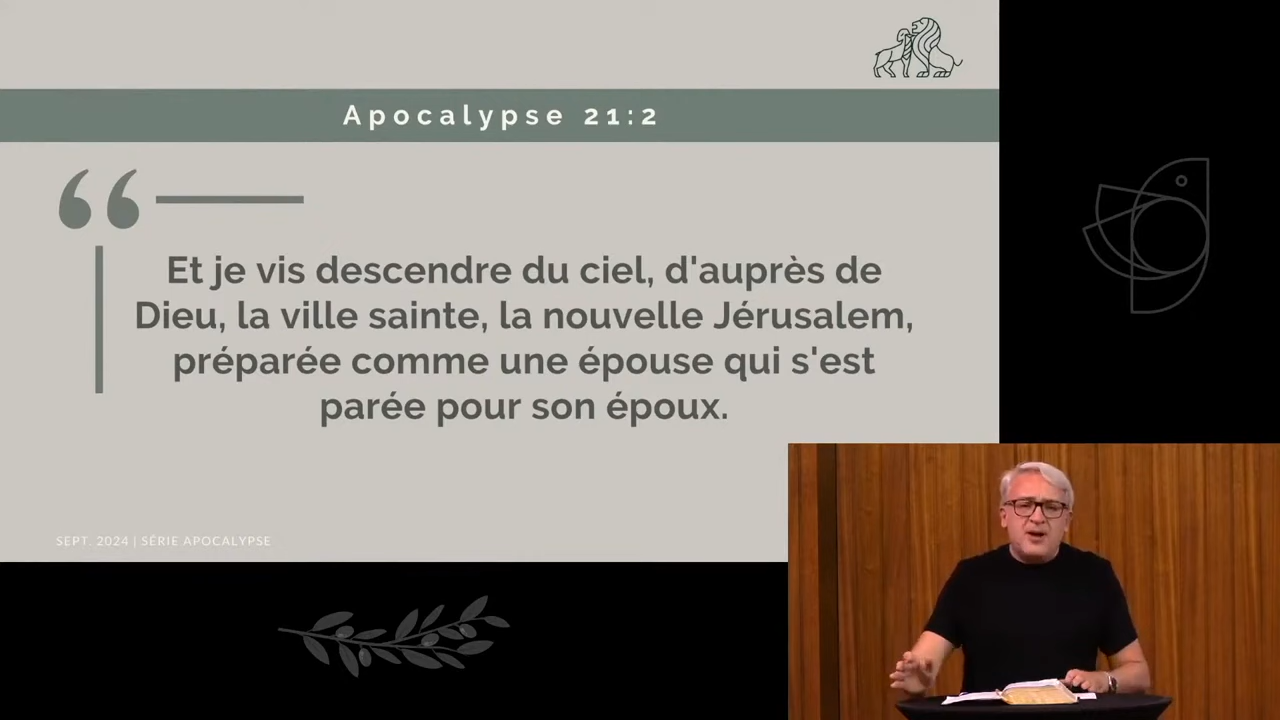 Apocalypse 21:2
Et je vis descendre du ciel, d'auprès de
Dieu, la ville sainte, la nouvelle Jérusalem,
préparée comme une épouse qui s'est
parée pour son époux.
SEPT. 2024 | SÉRIE APOCALYPSE